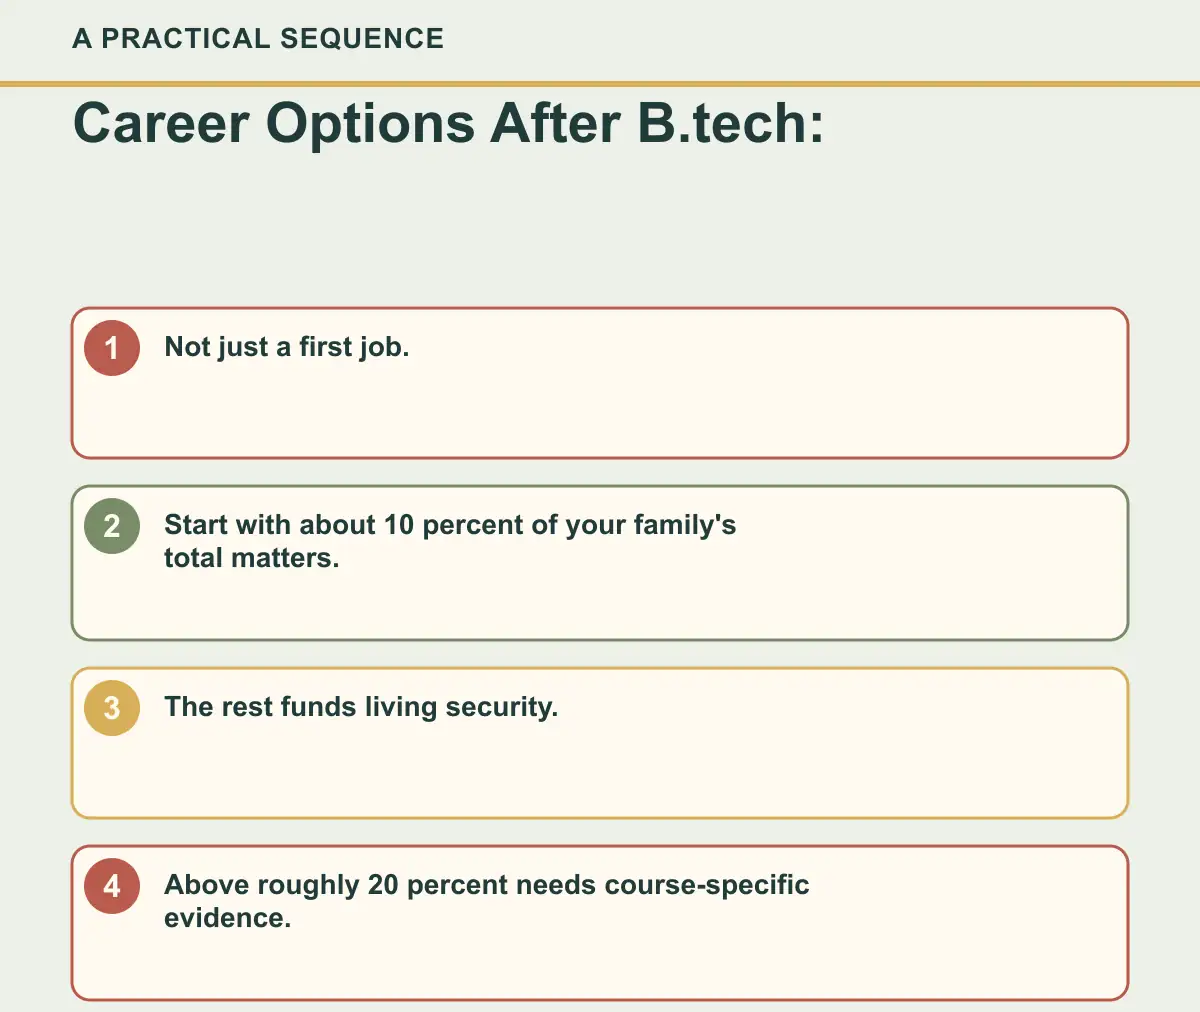 A PRACTICAL SEQUENCE
Career Options After B.tech:
1
Not just a first job.
2
Start with about 10 percent of your family's
total matters.
3
The rest funds living security.
4
Above roughly 20 percent needs course-specific
evidence.